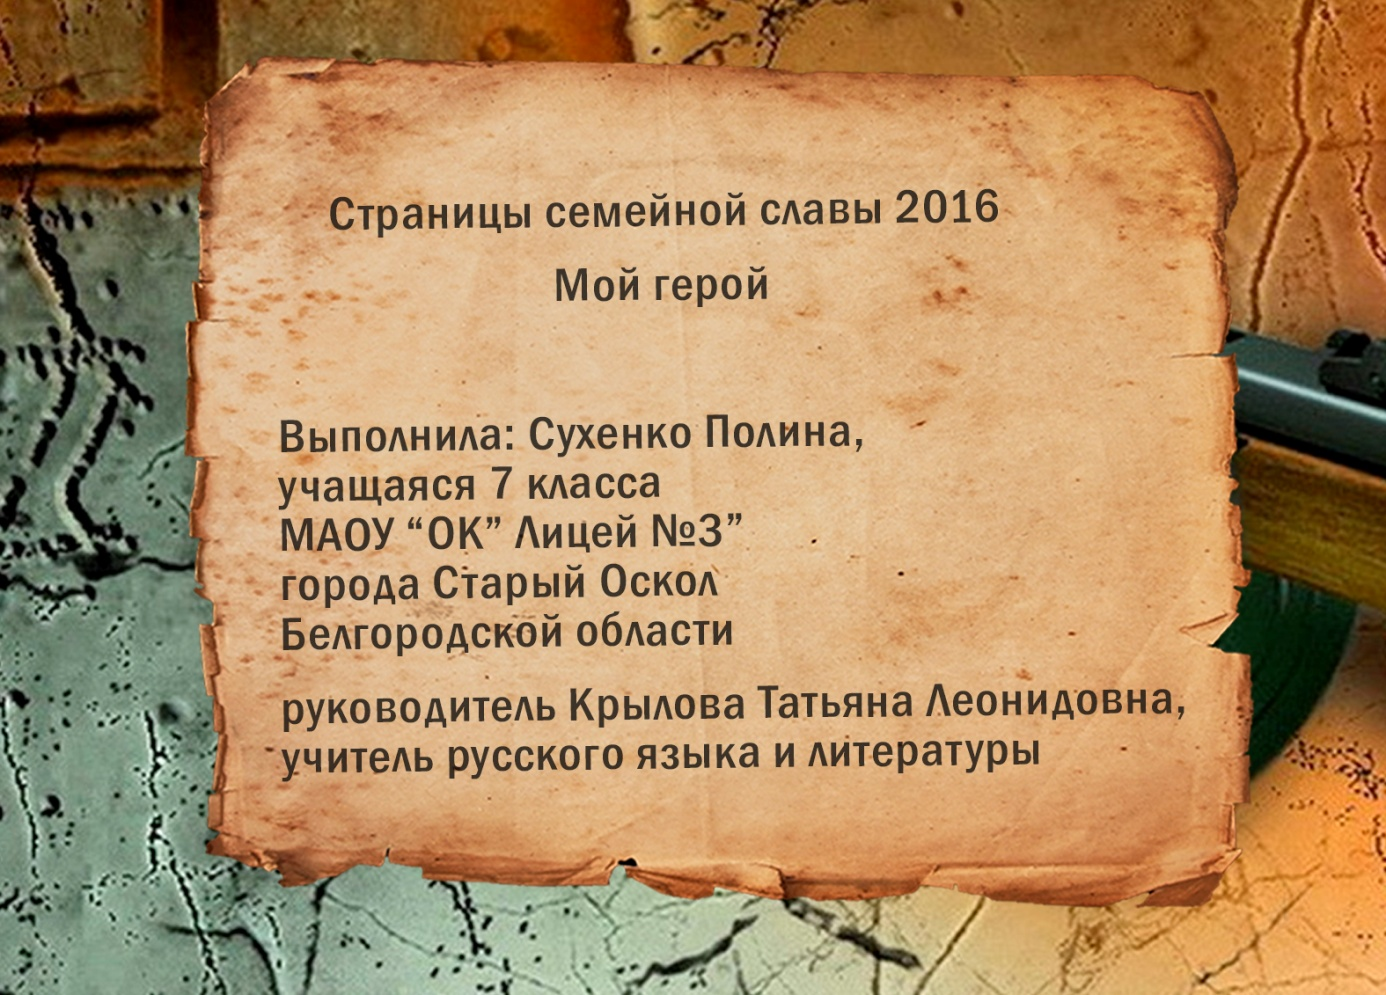 Страницы семейной славы 2016
Мой герой
Выполнила: Сухенко Полина,
учащаяся 7 класса
МАОУ “ОК” Лицей №3”
города Старый Оскол
Белгородской области
руководитель Крылова Татьяна Леонидовна,
учитель русского языка и литературы